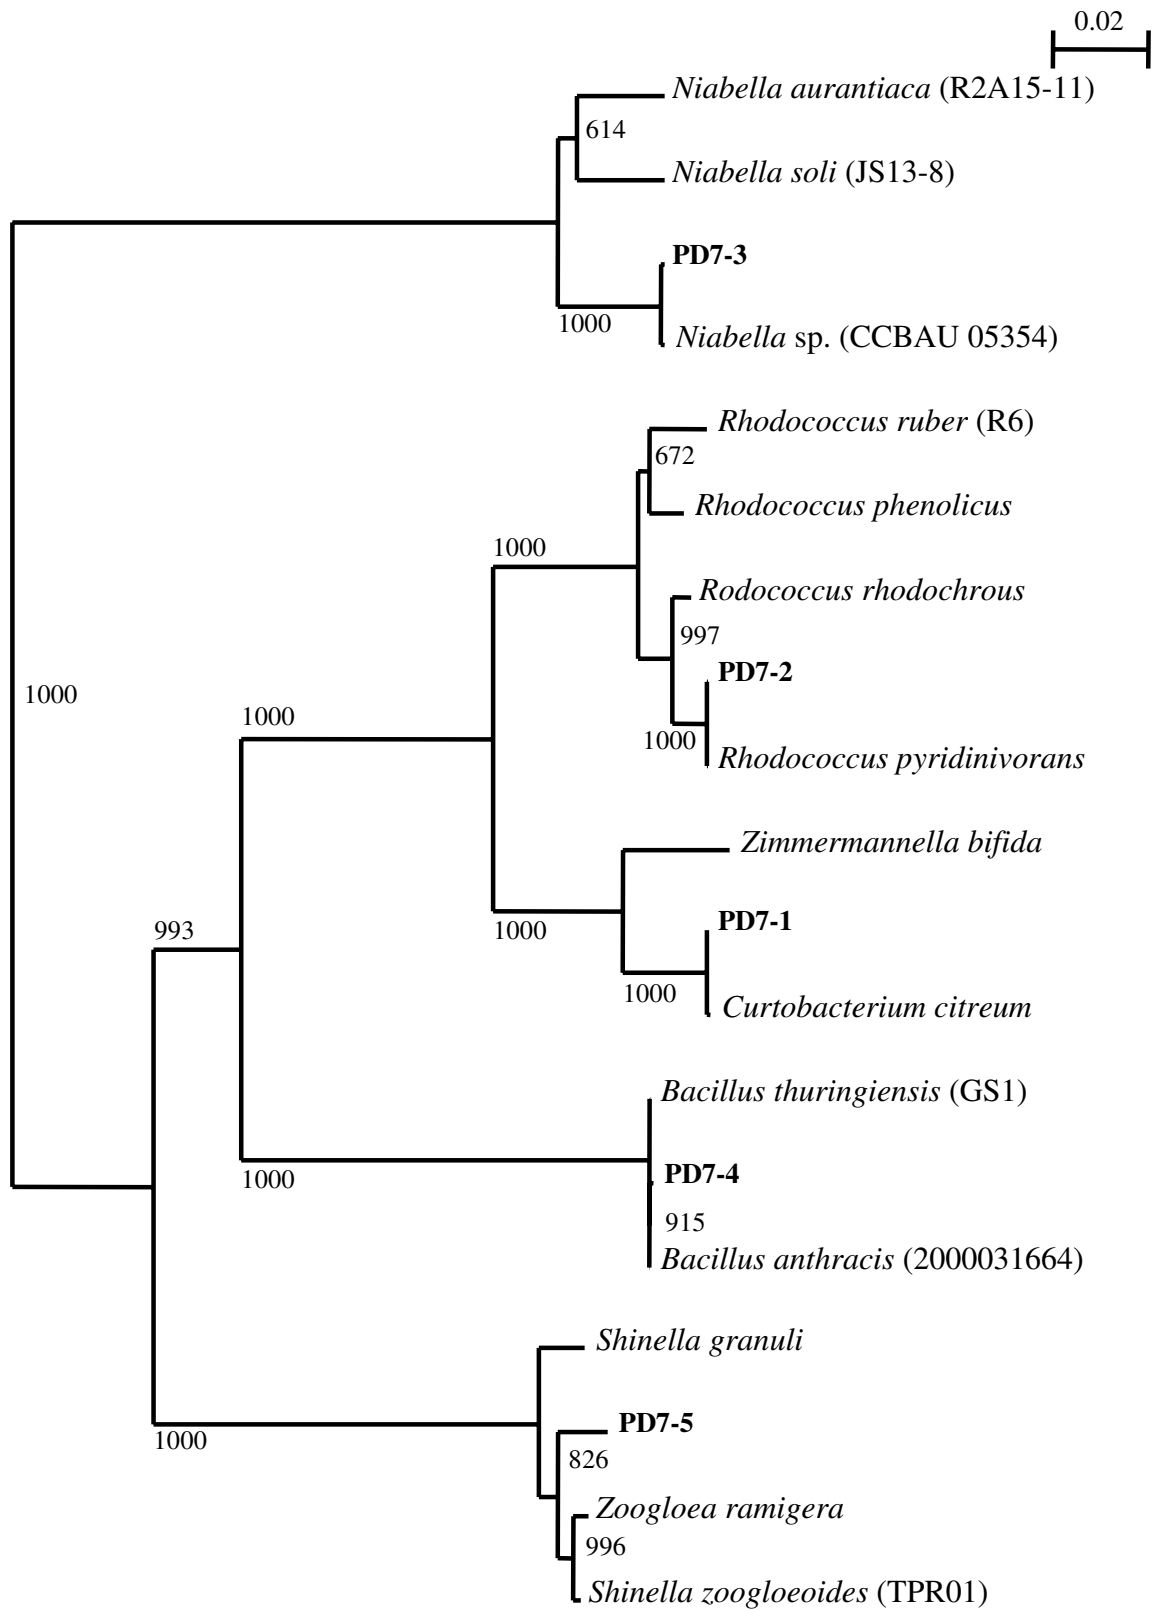 0.02
Niabella aurantiaca (R2A15-11)
614
Niabella soli (JS13-8)
PD7-3
1000
Niabella sp. (CCBAU 05354)
Rhodococcus ruber (R6)
672
Rhodococcus phenolicus
1000
Rodococcus rhodochrous
997
PD7-2
1000
1000
1000
Rhodococcus pyridinivorans
Zimmermannella bifida
PD7-1
993
1000
1000
Curtobacterium citreum
Bacillus thuringiensis (GS1)
PD7-4
1000
915
Bacillus anthracis (2000031664)
Shinella granuli
PD7-5
1000
826
Zoogloea ramigera
996
Shinella zoogloeoides (TPR01)